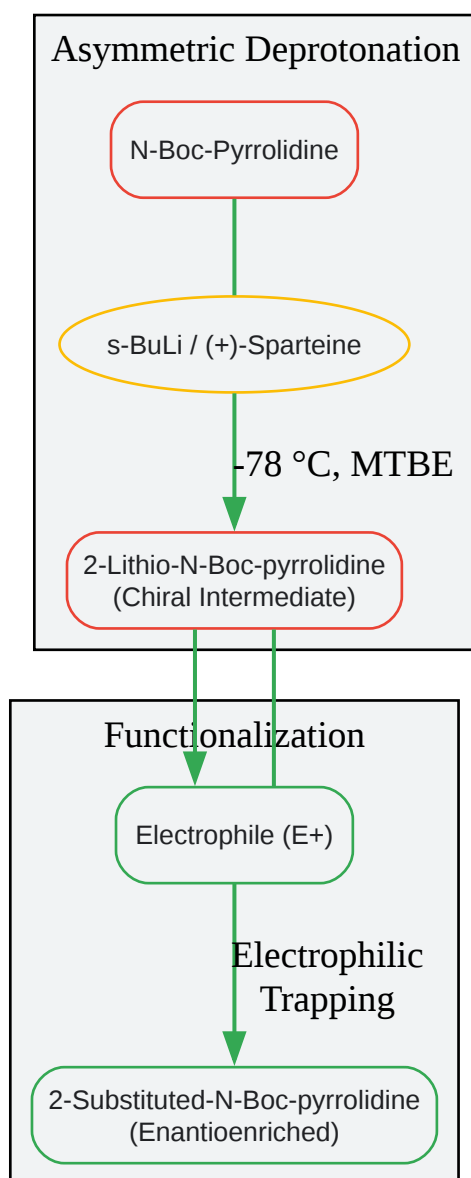 Asymmetric Deprotonation
N-Boc-Pyrrolidine
s-BuLi / (+)-Sparteine
-78 °C, MTBE
2-Lithio-N-Boc-pyrrolidine
(Chiral Intermediate)
Functionalization
Electrophile (E+)
Electrophilic
Trapping
2-Substituted-N-Boc-pyrrolidine
(Enantioenriched)